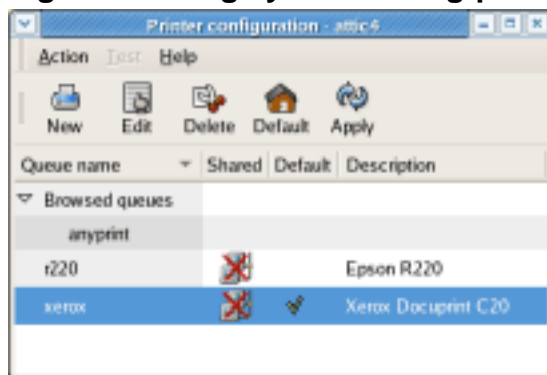 Printer configuration - attic4
Action Test Help
New Edit Delete Default Apply
Queue name Shared Default Description
Browsed queues
anyprint
r220 Epson R220
xerox Xerox Docuprint C20